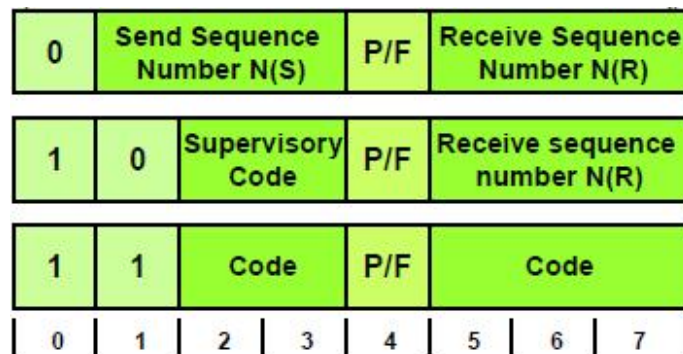 0 Send Sequence Number N(S) P/F Receive Sequence Number N(R)
1 0 Supervisory Code P/F Receive sequence number N(R)
1 1 Code P/F Code
0 1 2 3 4 5 6 7